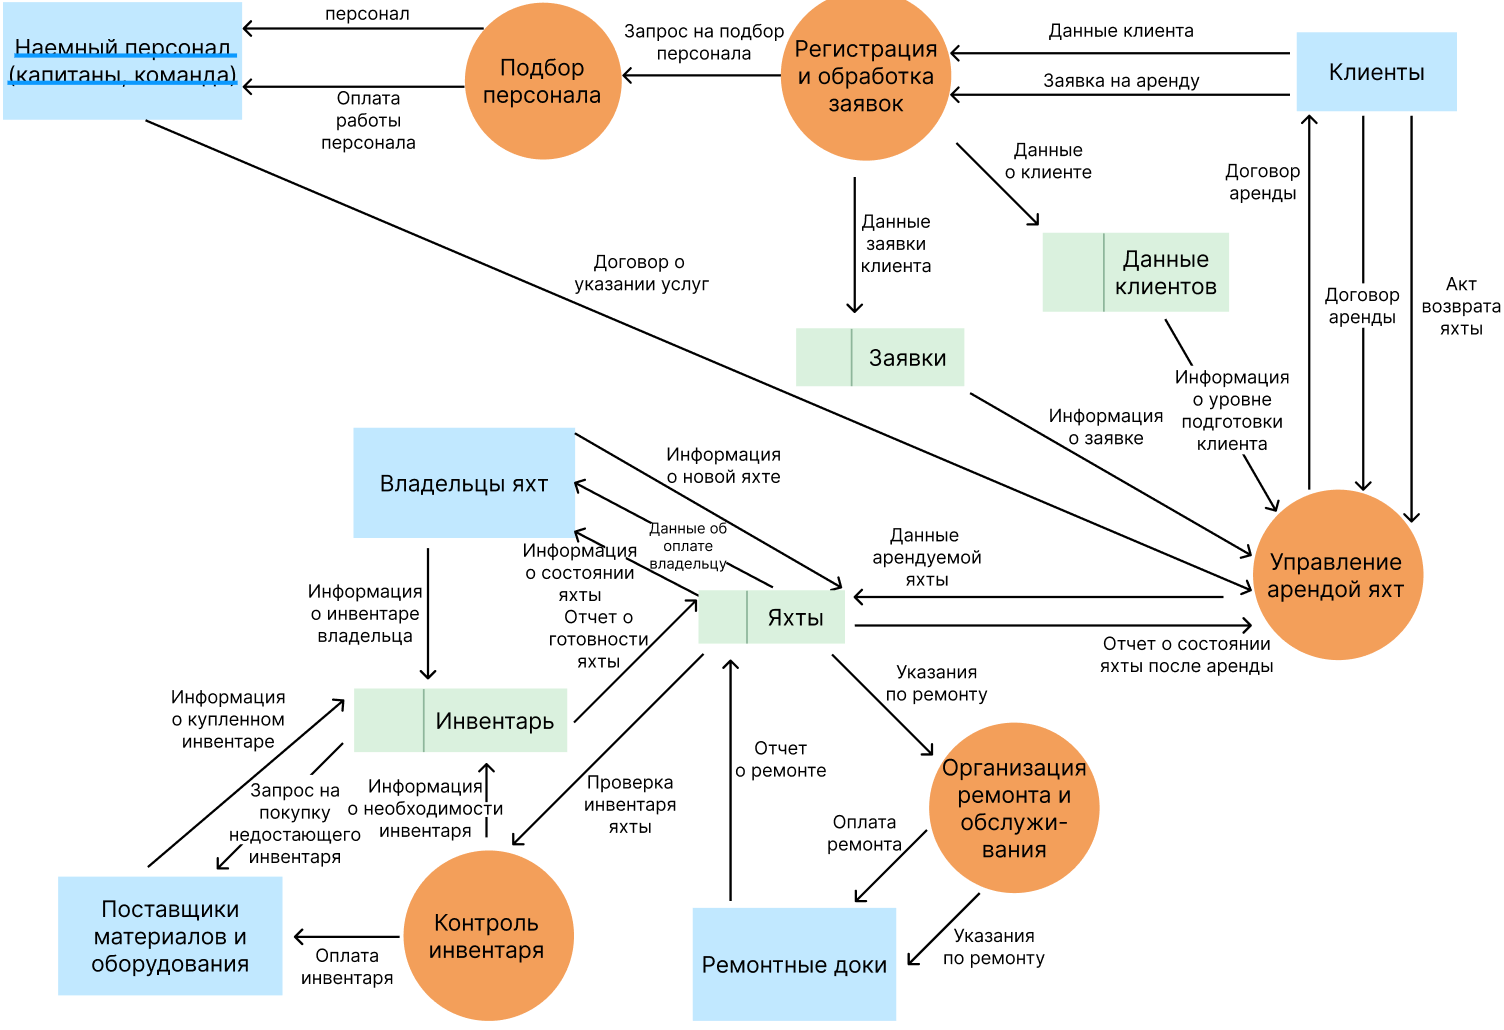 персонал
Наемный персонал
(капитаны, команда)
Оплата
работы
персонала
Подбор
персонала
Запрос на подбор
персонала
Регистрация
и обработка
заявок
Данные клиента
Заявка на аренду
Клиенты
Данные
о клиенте
Данные
заявки
клиента
Договор
аренды
Договор
аренды
Акт
возврата
яхты
Данные
клиентов
Заявки
Договор о
указании услуг
Информация
о уровне
подготовки
клиента
Информация
о заявке
Владельцы яхт
Информация
о новой яхте
Данные об
оплате
владельцу
Информация
о состоянии
яхты
Отчет о
готовности
яхты
Данные
арендуемой
яхты
Управление
арендой яхт
Яхты
Отчет о состоянии
яхты после аренды
Информация
о инвентаре
владельца
Указания
по ремонту
Информация
о купленном
инвентаре
Инвентарь
Запрос на
покупку
недостающего
инвентаря
Информация
о необходимости
инвентаря
Проверка
инвентаря
яхты
Отчет
о ремонте
Организация
ремонта и
обслужи-
вания
Оплата
ремонта
Поставщики
материалов и
оборудования
Оплата
инвентаря
Контроль
инвентаря
Ремонтные доки
Указания
по ремонту